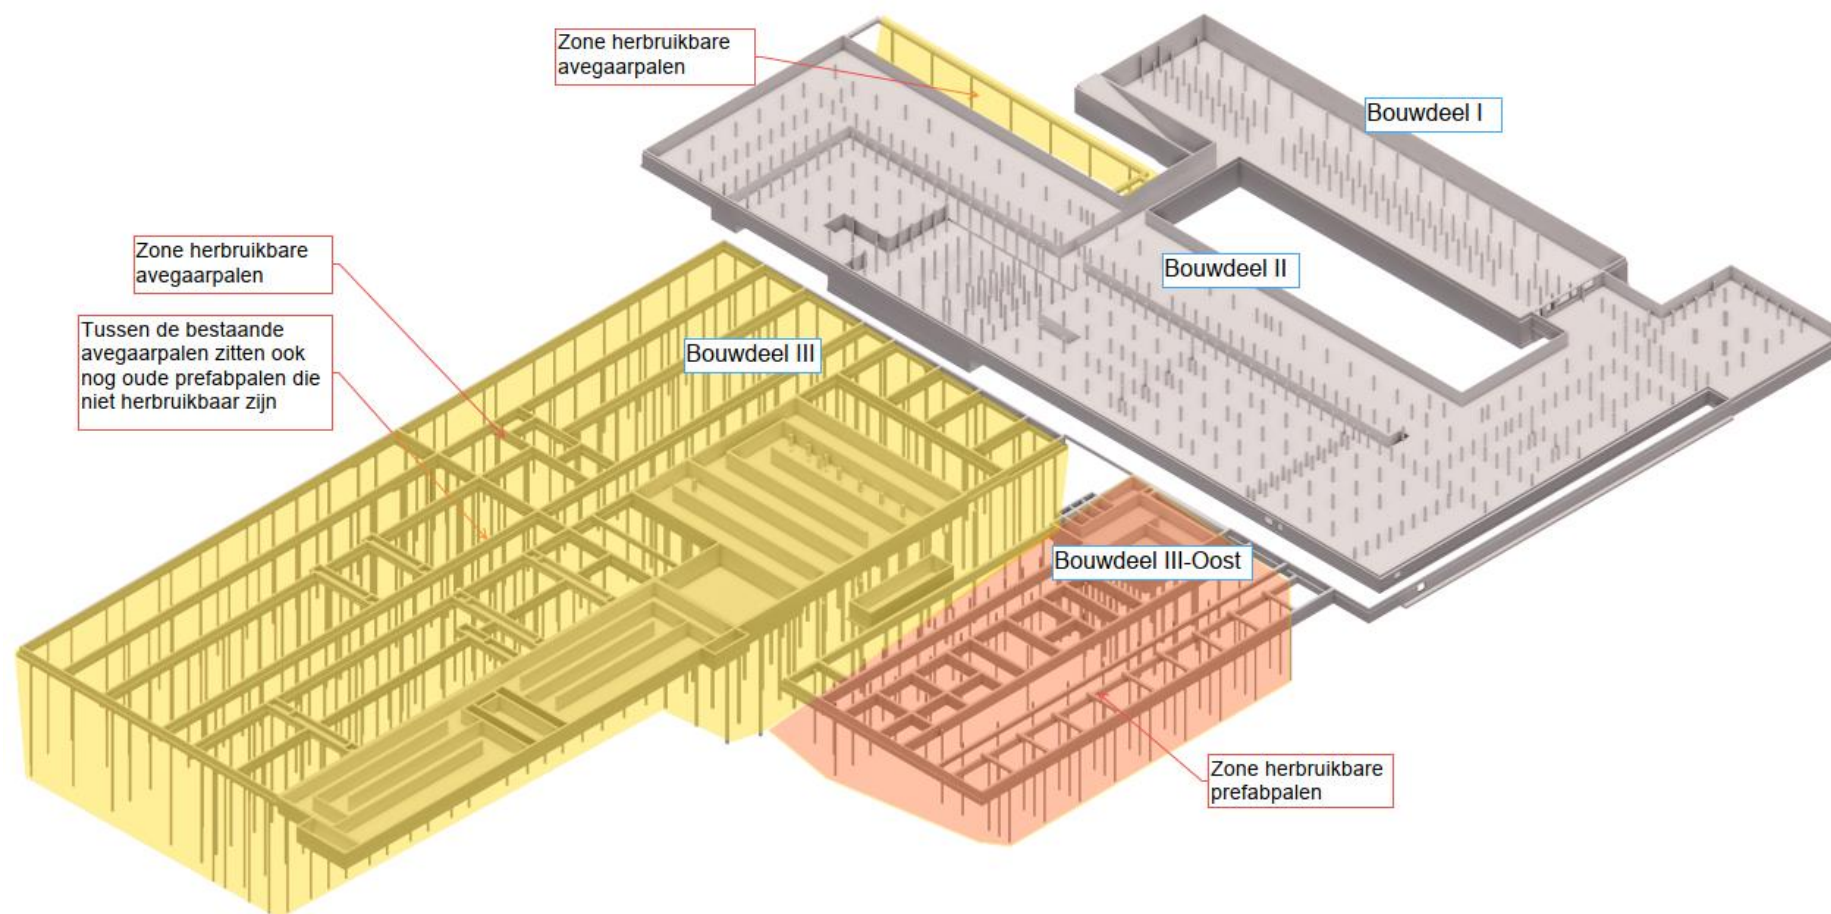 Zone herbruikbare
avegaarpalen
Bouwdeel I
Zone herbruikbare
avegaarpalen
Bouwdeel II
Tussen de bestaande
avegaarpalen zitten ook
nog oude prefabpalen die
niet herbruikbaar zijn
Bouwdeel III
Bouwdeel III-Oost
Zone herbruikbare
prefabpalen